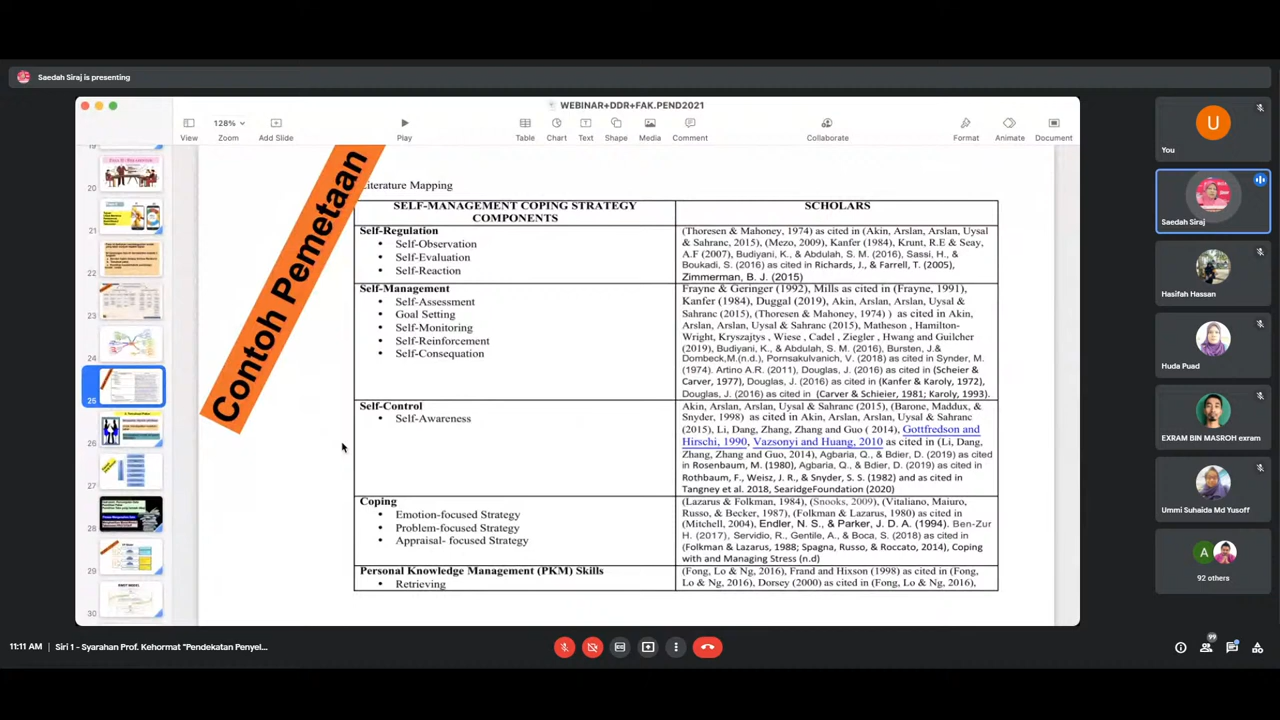 Saedah Siraj is presenting
WEBINAR+DDR+FAK.PEND2021
128%
View
Zoom
Add Slide
Play
Table
Chart
Text
Shape
Media
Comment
Collaborate
Format
Animate
Document
20
21
22
23
24
26
26
27
28
29
30
Contoh Pemetaan
Literature Mapping
SELF-MANAGEMENT COPING STRATEGY
COMPONENTS
SCHOLARS
Self-Regulation
• Self-Observation
• Self-Evaluation
• Self-Reaction
(Thoresen & Mahoney, 1974) as cited in (Akin, Arslan, Arslan, Uysal
& Sahranc, 2015), (Mezo, 2009), Kanfer (1984), Krunt, R.E & Seay,
A.F (2007), Budiyani, K., & Abdulah, S. M. (2016), Sassi, H., &
Boukadi, S. (2016) as cited in Richards, J., & Farrell, T. (2005),
Zimmerman, B. J. (2015)
Self-Management
• Self-Assessment
• Goal Setting
• Self-Monitoring
• Self-Reinforcement
• Self-Consequation
Frayne & Geringer (1992), Mills as cited in (Frayne, 1991),
Kanfer (1984), Duggal (2019), Akin, Arslan, Arslan, Uysal &
Sahranc (2015), (Thoresen & Mahoney, 1974) ) as cited in Akin,
Arslan, Arslan, Uysal & Sahranc (2015), Matheson , Hamilton-
Wright, Kryszajtys , Wiese , Cadel , Ziegler , Hwang and Guilcher
(2019), Budiyani, K., & Abdulah, S. M. (2016), Bursten, J.&
Dombeck,M.(n.d.), Pornsakulvanich, V. (2018) as cited in Synder, M.
(1974). Artino A.R. (2011), Douglas, J. (2016) as cited in (Scheier &
Carver, 1977), Douglas, J. (2016) as cited in (Kanfer & Karoly, 1972),
Douglas, J. (2016) as cited in (Carver & Schieier, 1981; Karoly, 1993).
Self-Control
• Self-Awareness
Akin, Arslan, Arslan, Uysal & Sahranc (2015), (Barone, Maddux, &
Snyder, 1998) as cited in Akin, Arslan, Arslan, Uysal & Sahranc
(2015), Li, Dang, Zhang, Zhang and Guo ( 2014), Gottfredson and
Hirschi, 1990, Vazsonyi and Huang, 2010 as cited in (Li, Dang,
Zhang, Zhang and Guo, 2014), Agbaria, Q., & Bdier, D. (2019) as cited
in Rosenbaum, M. (1980), Agbaria, Q., & Bdier, D. (2019) as cited in
Rothbaum, F., Weisz, J. R., & Snyder, S. S. (1982) and as cited in
Tangney et al. 2018, SearidgeFoundation (2020)
Coping
• Emotion-focused Strategy
• Problem-focused Strategy
• Appraisal- focused Strategy
(Lazarus & Folkman, 1984), (Snooks, 2009), (Vitaliano, Maiuro,
Russo, & Becker, 1987), (Folkman & Lazarus, 1980) as cited in
(Mitchell, 2004), Endler, N. S., & Parker, J. D. A. (1994). Ben-Zur
H. (2017), Servidio, R., Gentile, A., & Boca, S. (2018) as cited in
(Folkman & Lazarus, 1988; Spagna, Russo, & Roccato, 2014), Coping
with and Managing Stress (n.d)
Personal Knowledge Management (PKM) Skills
• Retrieving
(Fong, Lo & Ng, 2016), Frand and Hixson (1998) as cited in (Fong,
Lo & Ng, 2016), Dorsey (2000) as cited in (Fong, Lo & Ng, 2016),
U
You
Saedah Siraj
Hasifah Hassan
Huda Puad
EXRAM BIN MASROH exram
Ummi Suhaida Md Yusoff
A
92 others
11:11 AM | Siri 1 - Syarahan Prof. Kehormat "Pendekatan Penyel...
99